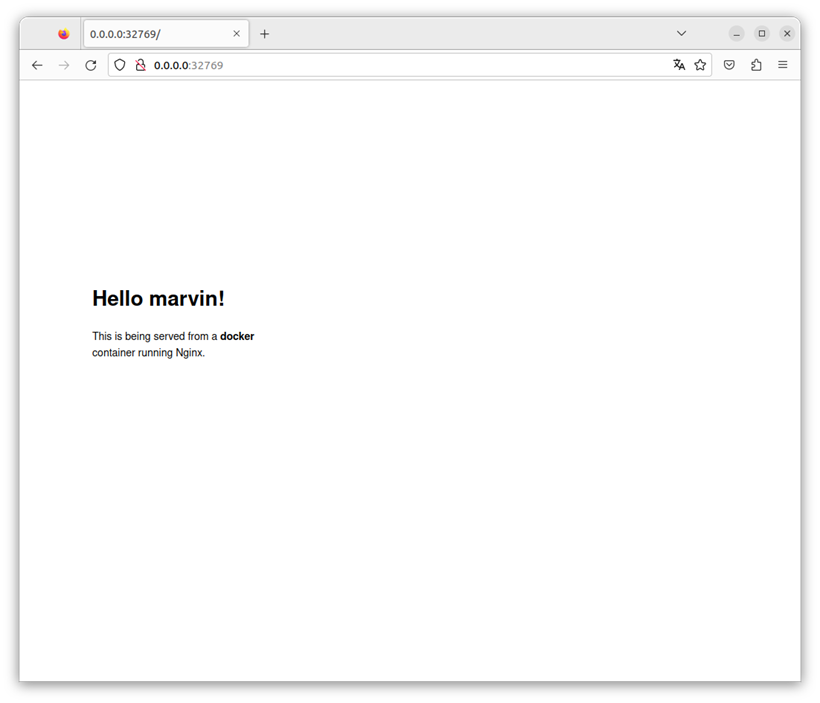 0.0.0.0:32769/
0.0.0.0:32769
Hello marvin!
This is being served from a docker
container running Nginx.